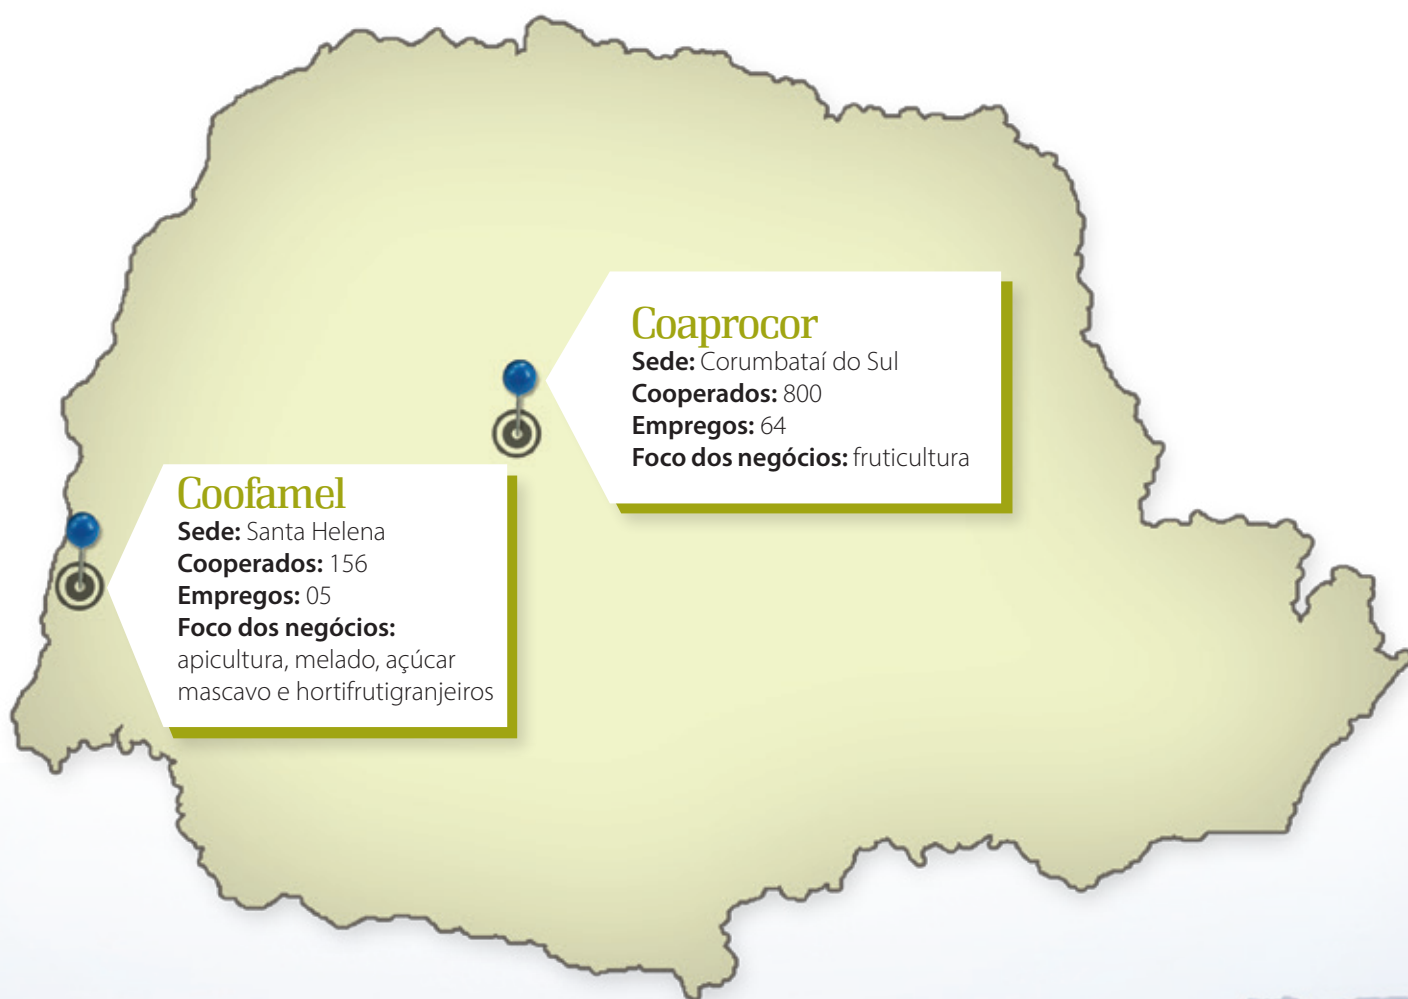 Coaprocor
Sede: Corumbataí do Sul
Cooperados: 800
Empregos: 64
Foco dos negócios: fruticultura
Coofamel
Sede: Santa Helena
Cooperados: 156
Empregos: 05
Foco dos negócios:
apicultura, melado, açúcar
mascavo e hortifrutigranjeiros